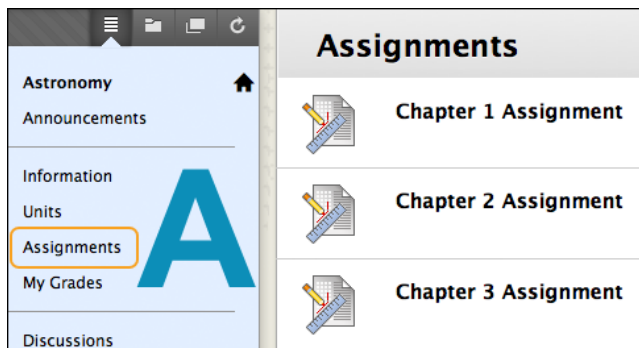 Astronomy
Announcements
Information
Units
Assignments
My Grades
Discussions
A
Assignments
Chapter 1 Assignment
Chapter 2 Assignment
Chapter 3 Assignment